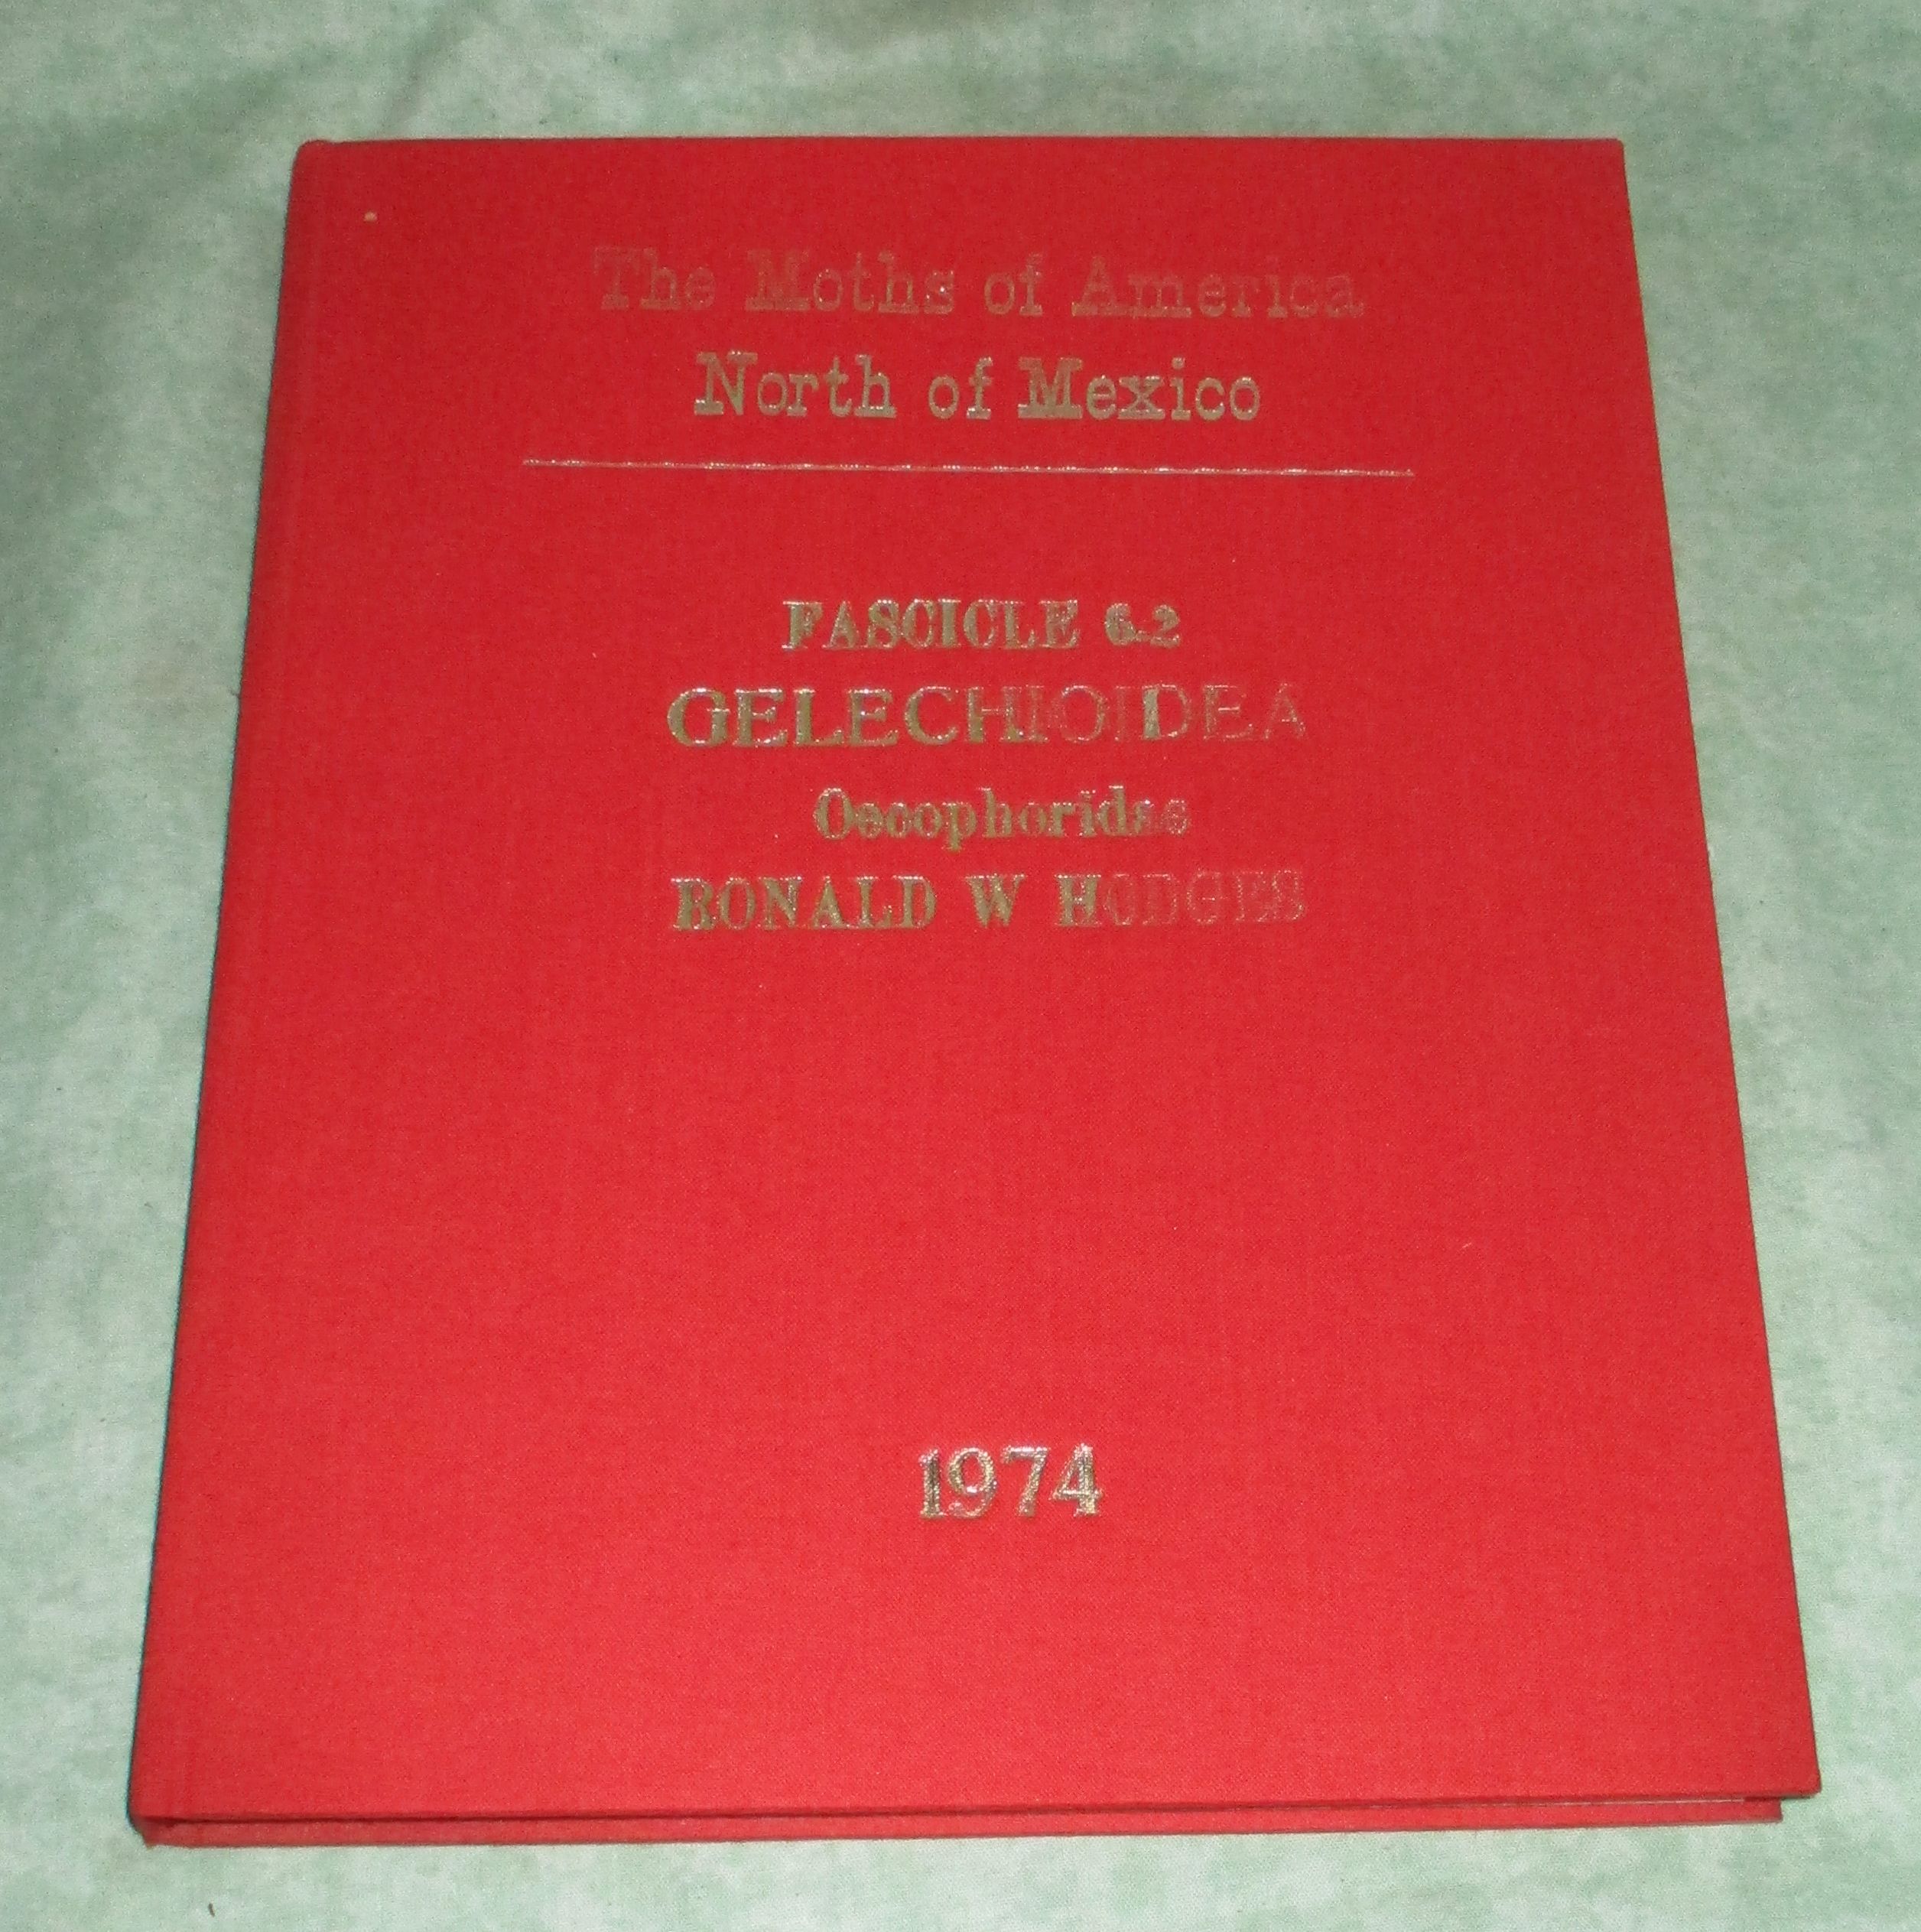 The Moths of America
North of Mexico
FASCICLE 6.2
GELECHIOIDEA
Oecophoridae
RONALD W HODGES
1974